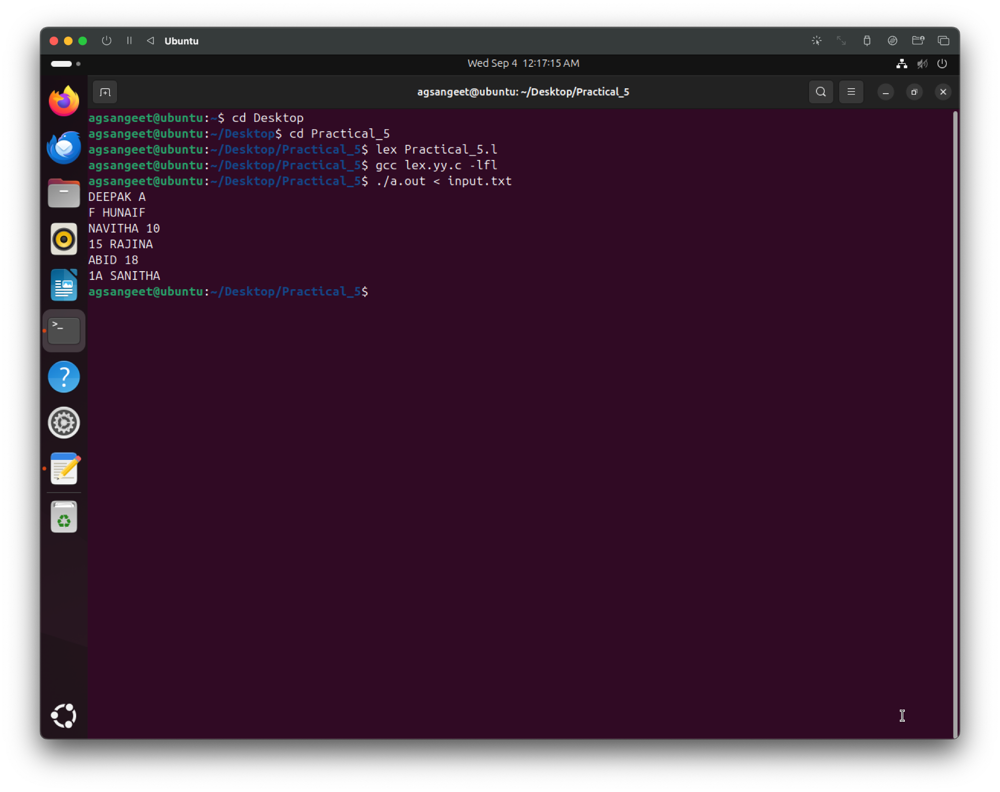 Ubuntu
Wed Sep 4 12:17:15 AM
agsangeet@ubuntu: ~/Desktop/Practical_5
agsangeet@ubuntu:~$ cd Desktop
agsangeet@ubuntu:~/Desktop$ cd Practical_5
agsangeet@ubuntu:~/Desktop/Practical_5$ lex Practical_5.l
agsangeet@ubuntu:~/Desktop/Practical_5$ gcc lex.yy.c -lfl
agsangeet@ubuntu:~/Desktop/Practical_5$ ./a.out < input.txt
DEEPAK A
F HUNAIF
NAVITHA 10
15 RAJINA
ABID 18
1A SANITHA
agsangeet@ubuntu:~/Desktop/Practical_5$